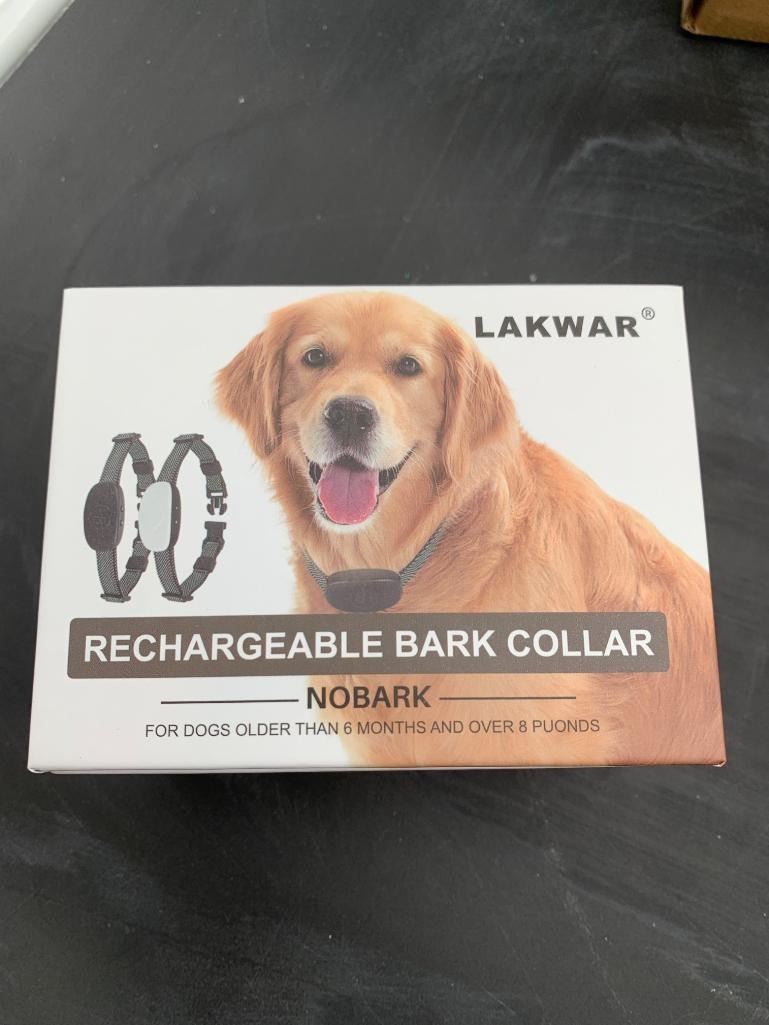 LAKWAR®
RECHARGEABLE BARK COLLAR
NOBARK
FOR DOGS OLDER THAN 6 MONTHS AND OVER 8 PUONDS